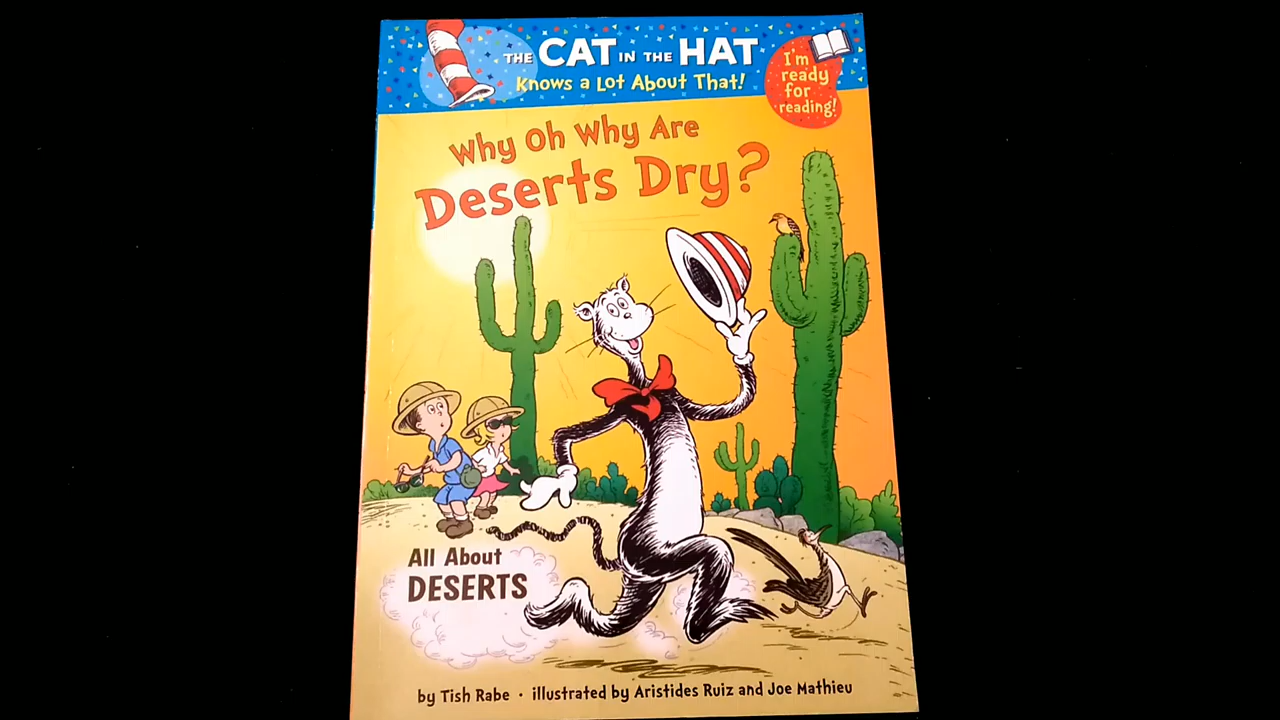 THE CAT IN THE HAT
Knows a Lot About That!
I'm
ready
for
reading!
Why Oh Why Are
Deserts Dry?
All About
DESERTS
by Tish Rabe • illustrated by Aristides Ruiz and Joe Mathieu